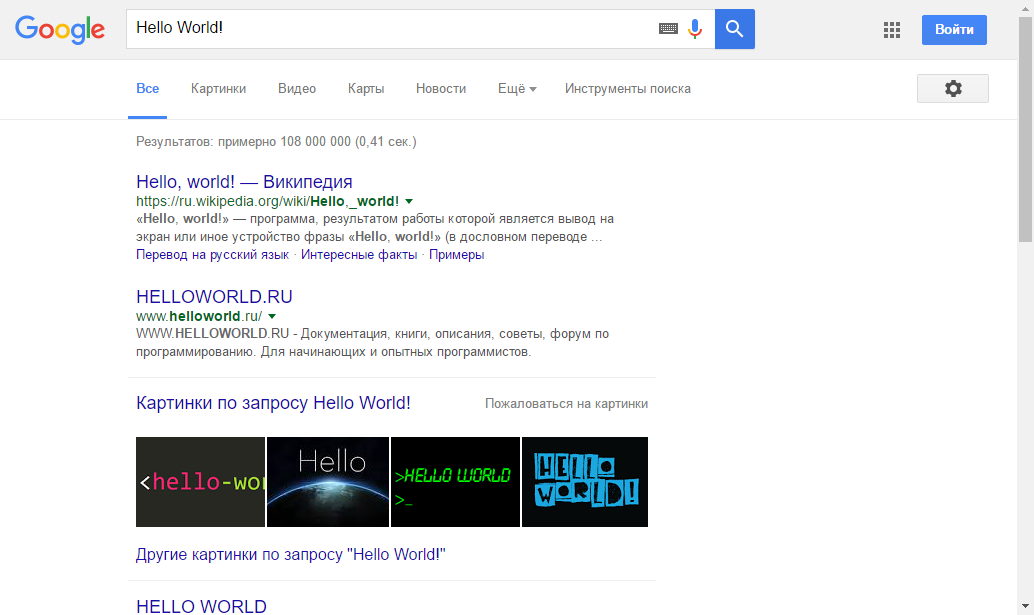 Google
Hello World!
Войти
Все Картинки Видео Карты Новости Ещё Инструменты поиска
Результатов: примерно 108 000 000 (0,41 сек.)
Hello, world! — Википедия
https://ru.wikipedia.org/wiki/Hello,_world!
«Hello, world!» — программа, результатом работы которой является вывод на
экран или иное устройство фразы «Hello, world!» (в дословном переводе ...
Перевод на русский язык · Интересные факты · Примеры
HELLOWORLD.RU
www.helloworld.ru/
WWW.HELLOWORLD.RU - Документация, книги, описания, советы, форум по
программированию. Для начинающих и опытных программистов.
Картинки по запросу Hello World!
Пожаловаться на картинки
<hello-wor
Hello
>HELLO WORLD
>_
HELLO
WORLD!
Другие картинки по запросу "Hello World!"
HELLO WORLD